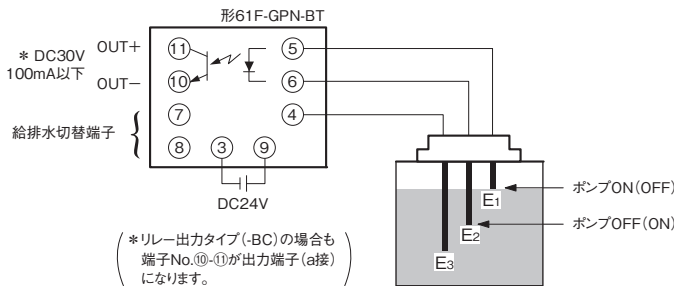 形61F-GPN-BT
OUT+
⑪
⑤
* DC30V
100mA以下
OUT−
⑩
⑥
⑦
④
給排水切替端子
⑧
③
⑨
DC24V
E1
ポンプON(OFF)
E2
ポンプOFF(ON)
E3
*リレー出力タイプ(-BC)の場合も
端子No.⑩-⑪が出力端子(a接)
になります。